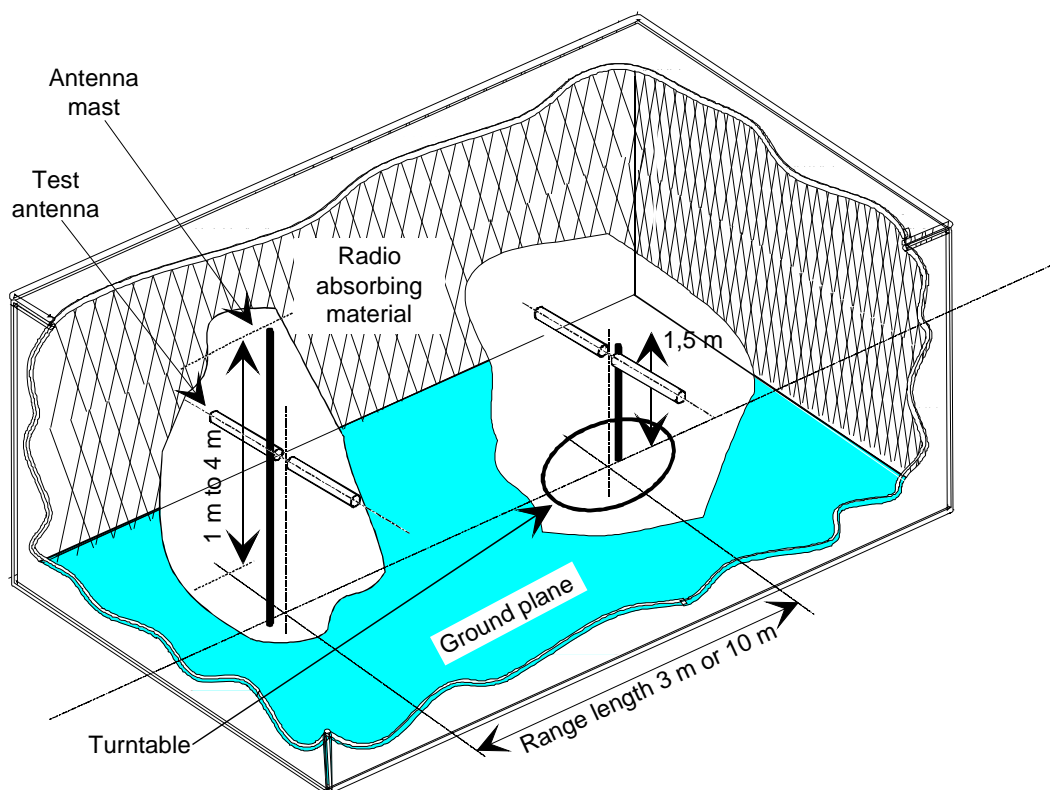 Antenna
mast
Test
antenna
Radio
absorbing
material
1,5 m
1 m to 4 m
Ground plane
Turntable
Range length 3 m or 10 m